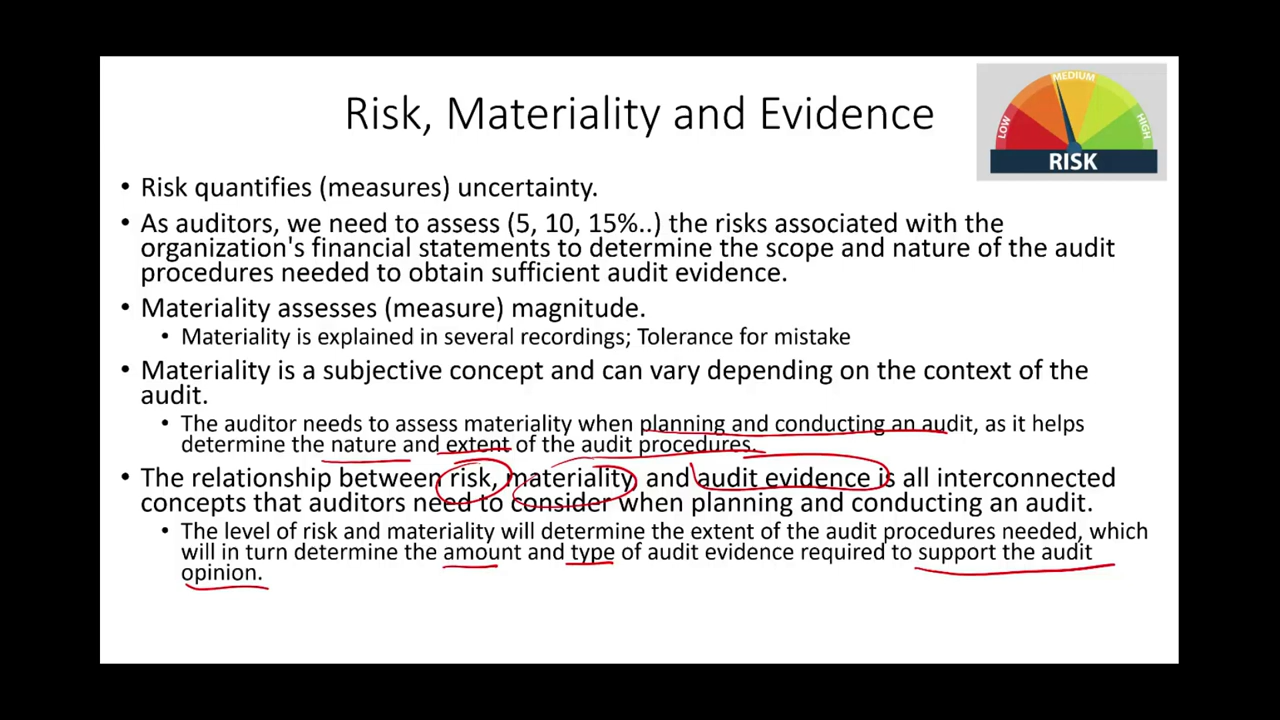 Risk, Materiality and Evidence
LOW
MEDIUM
HIGH
RISK
• Risk quantifies (measures) uncertainty.
• As auditors, we need to assess (5, 10, 15%..) the risks associated with the
organization's financial statements to determine the scope and nature of the audit
procedures needed to obtain sufficient audit evidence.
• Materiality assesses (measure) magnitude.
• Materiality is explained in several recordings; Tolerance for mistake
• Materiality is a subjective concept and can vary depending on the context of the
audit.
• The auditor needs to assess materiality when planning and conducting an audit, as it helps
determine the nature and extent of the audit procedures.
• The relationship between risk, materiality and audit evidence is all interconnected
concepts that auditors need to consider when planning and conducting an audit.
• The level of risk and materiality will determine the extent of the audit procedures needed, which
will in turn determine the amount and type of audit evidence required to support the audit
opinion.